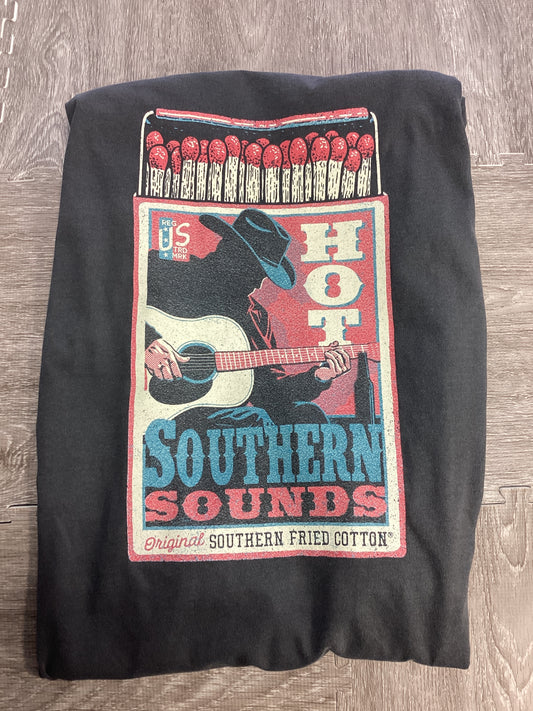 REG
US
TRD
MRK
HOT
SOUTHERN
SOUNDS
Original SOUTHERN FRIED COTTON®